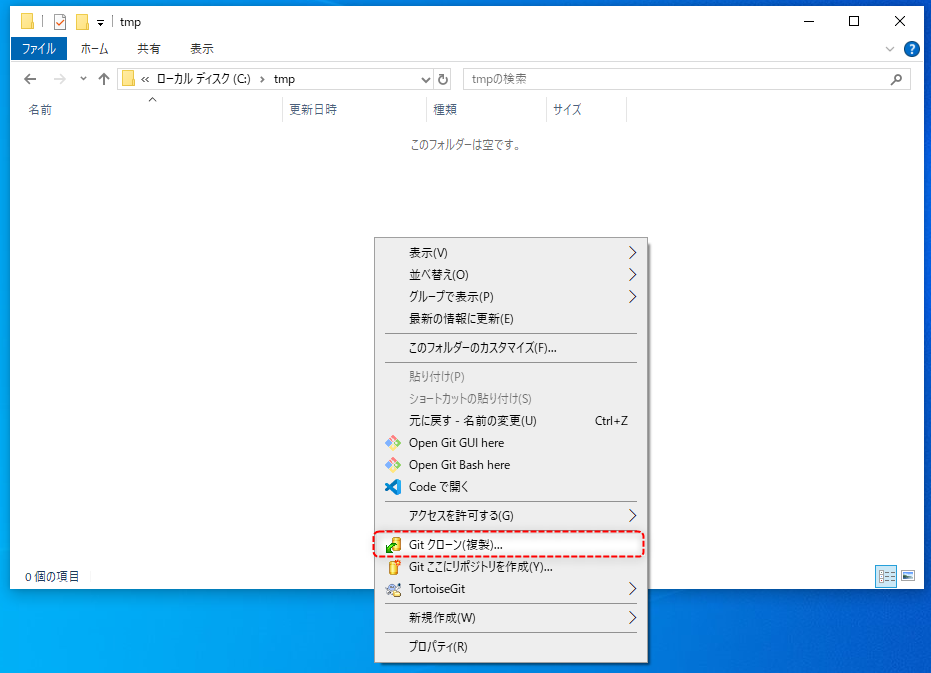 tmp
ファイル ホーム 共有 表示
« ローカル ディスク (C:) › tmp tmpの検索
名前 更新日時 種類 サイズ
このフォルダーは空です。
表示(V)
並べ替え(O)
グループで表示(P)
最新の情報に更新(E)
このフォルダーのカスタマイズ(F)...
貼り付け(P)
ショートカットの貼り付け(S)
元に戻す - 名前の変更(U) Ctrl+Z
Open Git GUI here
Open Git Bash here
Code で開く
アクセスを許可する(G)
Git クローン(複製)...
Git ここにリポジトリを作成(Y)...
TortoiseGit
新規作成(W)
プロパティ(R)
0 個の項目